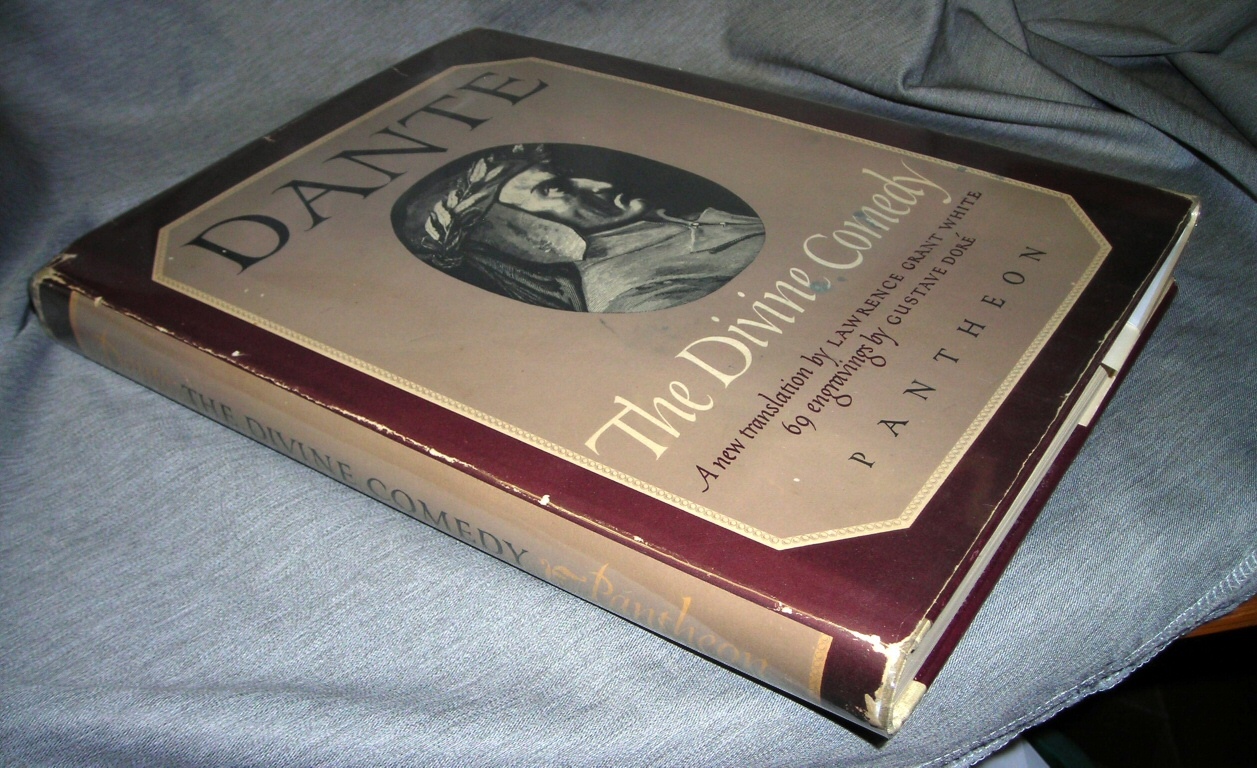 DANTE
The Divine Comedy
A new translation by LAWRENCE GRANT WHITE
69 engravings by GUSTAVE DORÉ
PANTHEON
THE DIVINE COMEDY Pantheon